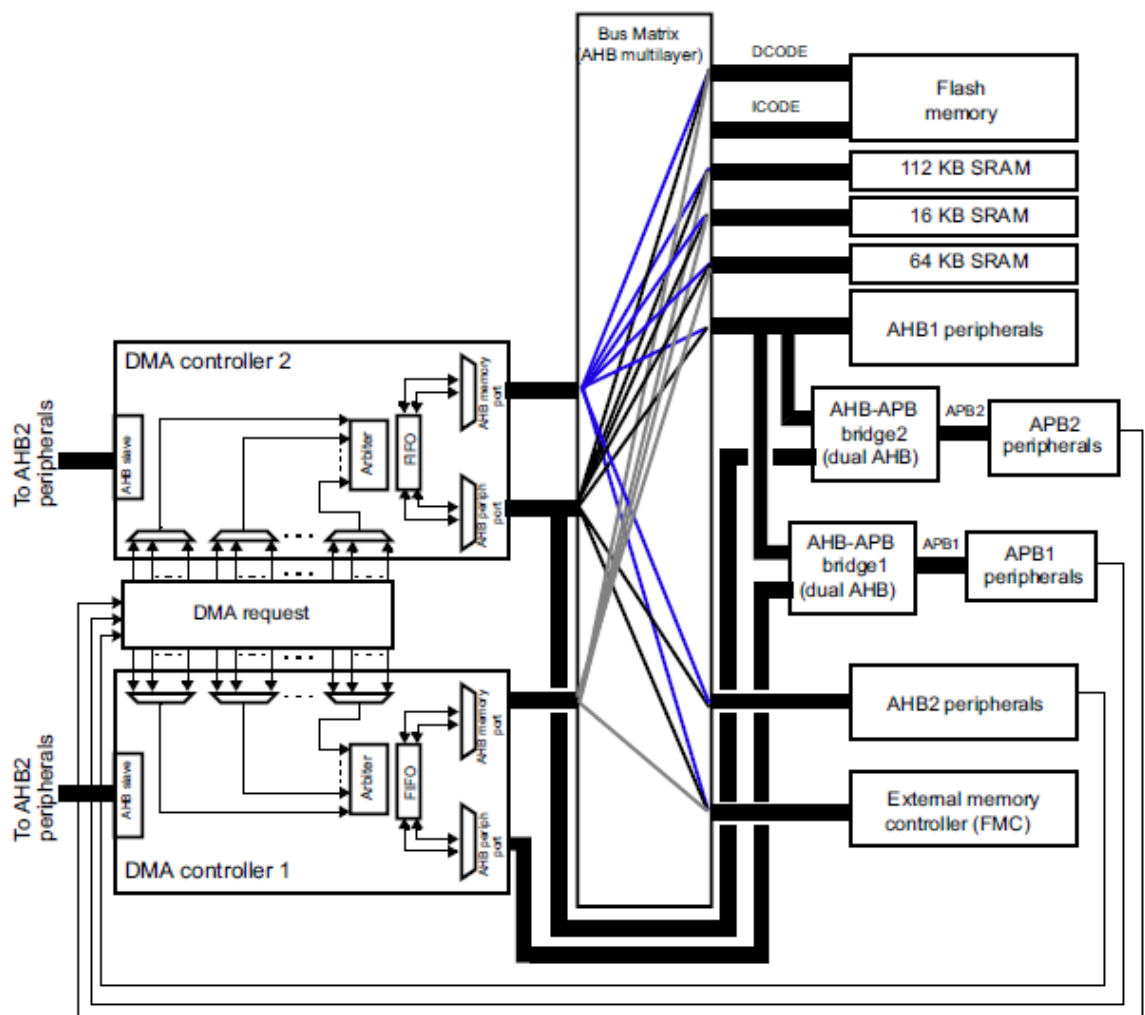 Bus Matrix
(AHB multilayer)
DCODE
ICODE
Flash
memory
112 KB SRAM
16 KB SRAM
64 KB SRAM
AHB1 peripherals
DMA controller 2
To AHB2
peripherals
AHB slave
Arbiter
FIFO
AHB memory
port
AHB periph
port
AHB-APB
bridge2
(dual AHB)
APB2
APB2
peripherals
AHB-APB
bridge1
(dual AHB)
APB1
APB1
peripherals
DMA request
To AHB2
peripherals
AHB slave
Arbiter
FIFO
AHB memory
port
AHB periph
port
DMA controller 1
AHB2 peripherals
External memory
controller (FMC)